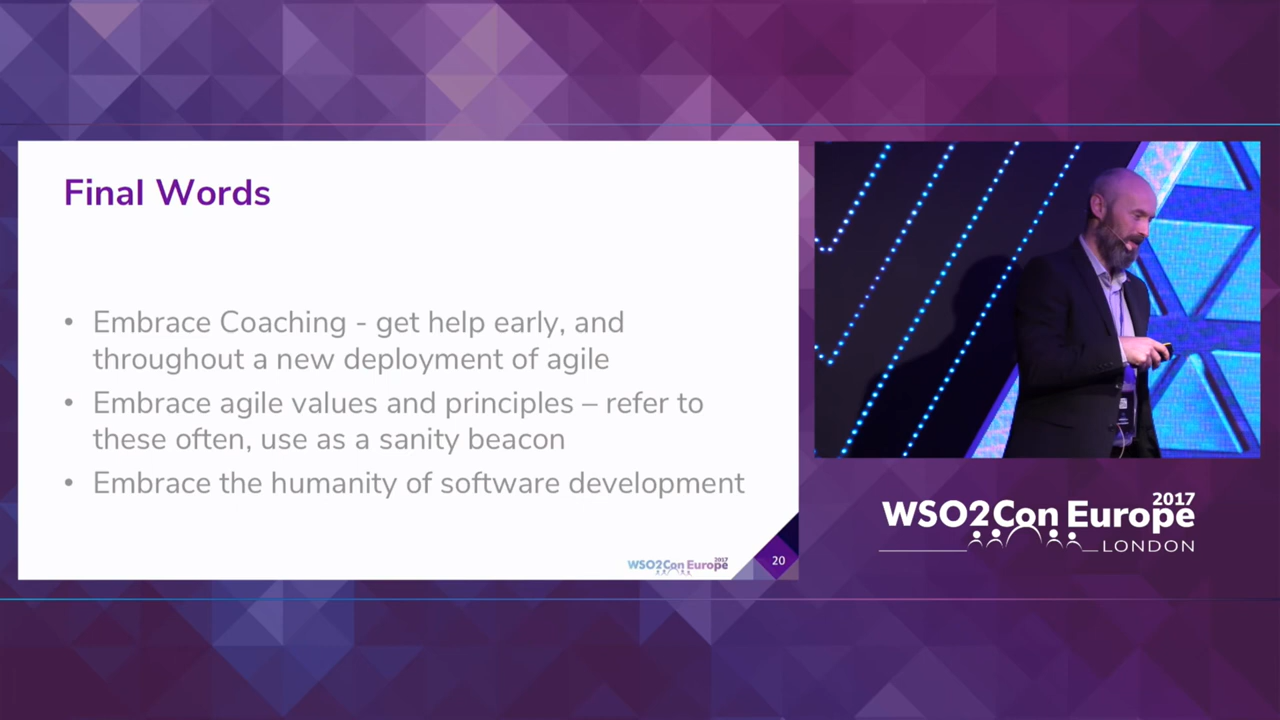 Final Words
• Embrace Coaching - get help early, and
throughout a new deployment of agile
• Embrace agile values and principles – refer to
these often, use as a sanity beacon
• Embrace the humanity of software development
WSO2Con Europe 2017
20
WSO2Con Europe 2017
LONDON